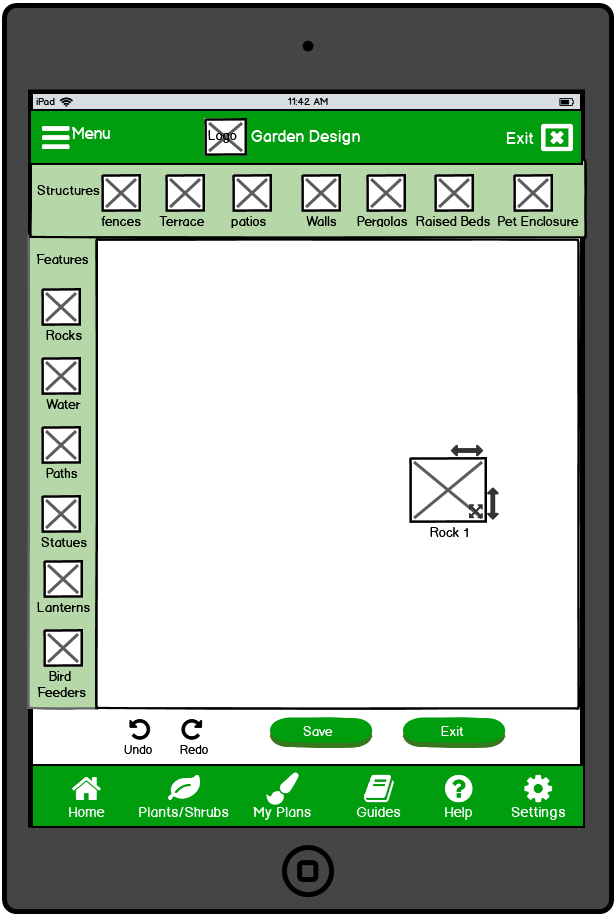 iPad 11:42 AM
Menu Logo Garden Design Exit
Structures
fences Terrace patios Walls Pergolas Raised Beds Pet Enclosure
Features
Rocks
Water
Paths
Statues
Lanterns
Bird
Feeders
Rock 1
Undo Redo Save Exit
Home Plants/Shrubs My Plans Guides Help Settings